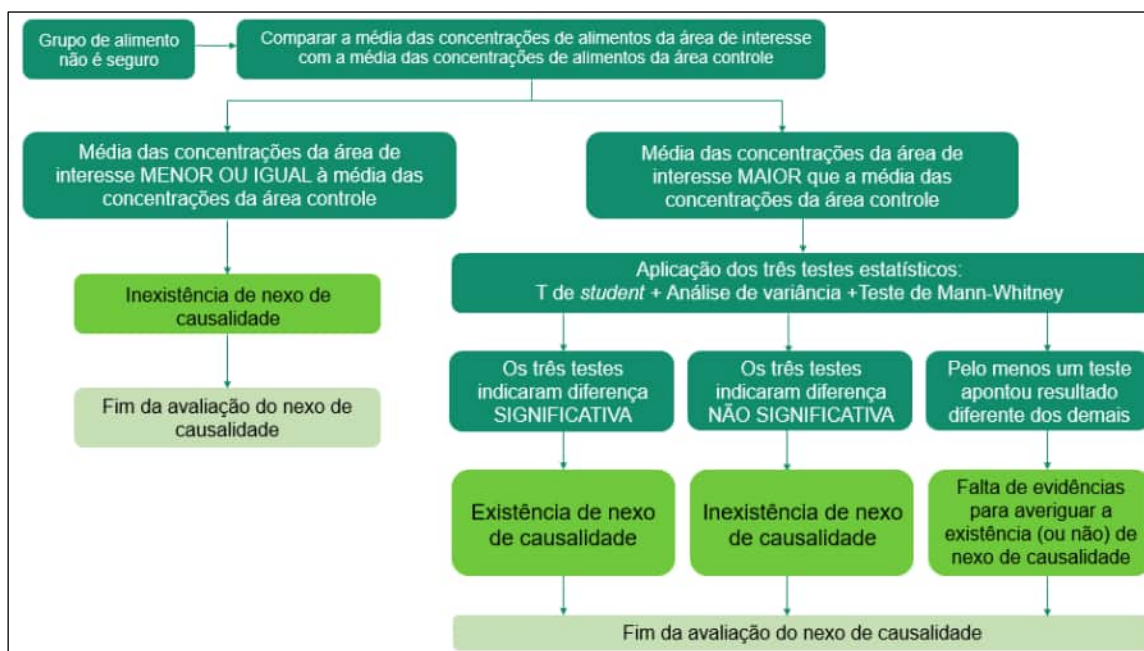 Grupo de alimento
não é seguro
Comparar a média das concentrações de alimentos da área de interesse
com a média das concentrações de alimentos da área controle
Média das concentrações da área de
interesse MENOR OU IGUAL à média das
concentrações da área controle
Média das concentrações da área de
interesse MAIOR que a média das
concentrações da área controle
Inexistência de nexo de
causalidade
Fim da avaliação do nexo de
causalidade
Aplicação dos três testes estatísticos:
T de student + Análise de variância +Teste de Mann-Whitney
Os três testes
indicaram diferença
SIGNIFICATIVA
Os três testes
indicaram diferença
NÃO SIGNIFICATIVA
Pelo menos um teste
apontou resultado
diferente dos demais
Existência de nexo
de causalidade
Inexistência de nexo
de causalidade
Falta de evidências
para averiguar a
existência (ou não) de
nexo de causalidade
Fim da avaliação do nexo de causalidade